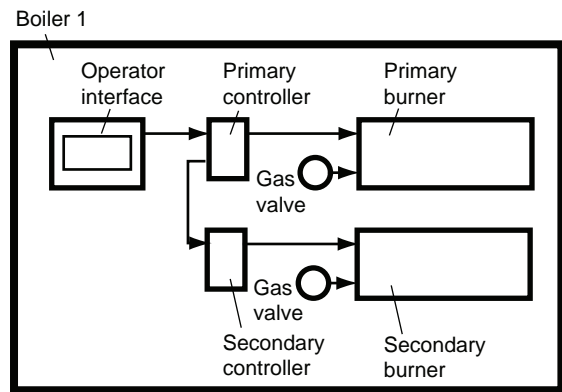 Boiler 1
Operator
interface
Primary
controller
Primary
burner
Gas
valve
Gas
valve
Secondary
controller
Secondary
burner